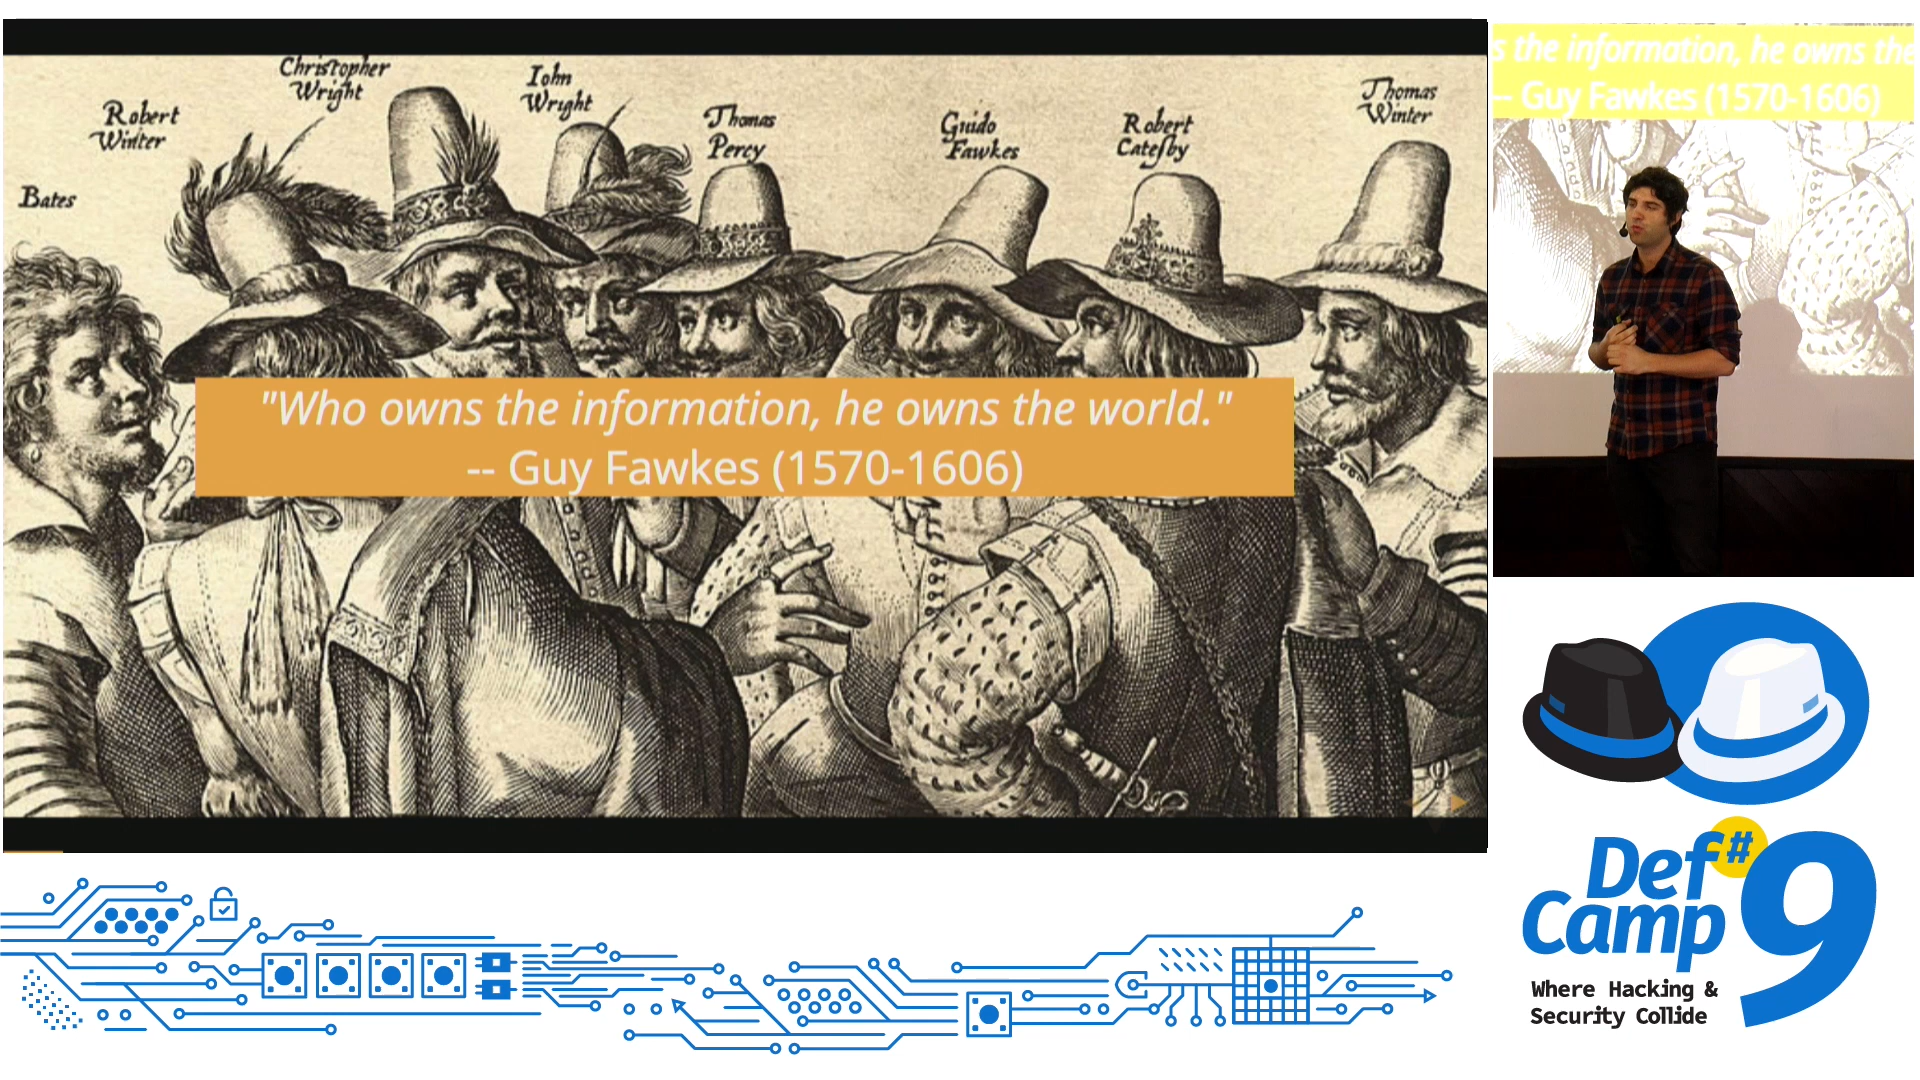 Christopher
Wright
Iohn
Wright
Robert
Winter
Thomas
Percy
Guido
Fawkes
Robert
Catesby
Thomas
Winter
Bates
"Who owns the information, he owns the world."
-- Guy Fawkes (1570-1606)
s the information, he owns the
-- Guy Fawkes (1570-1606)
Def#
Camp 9
Where Hacking &
Security Collide